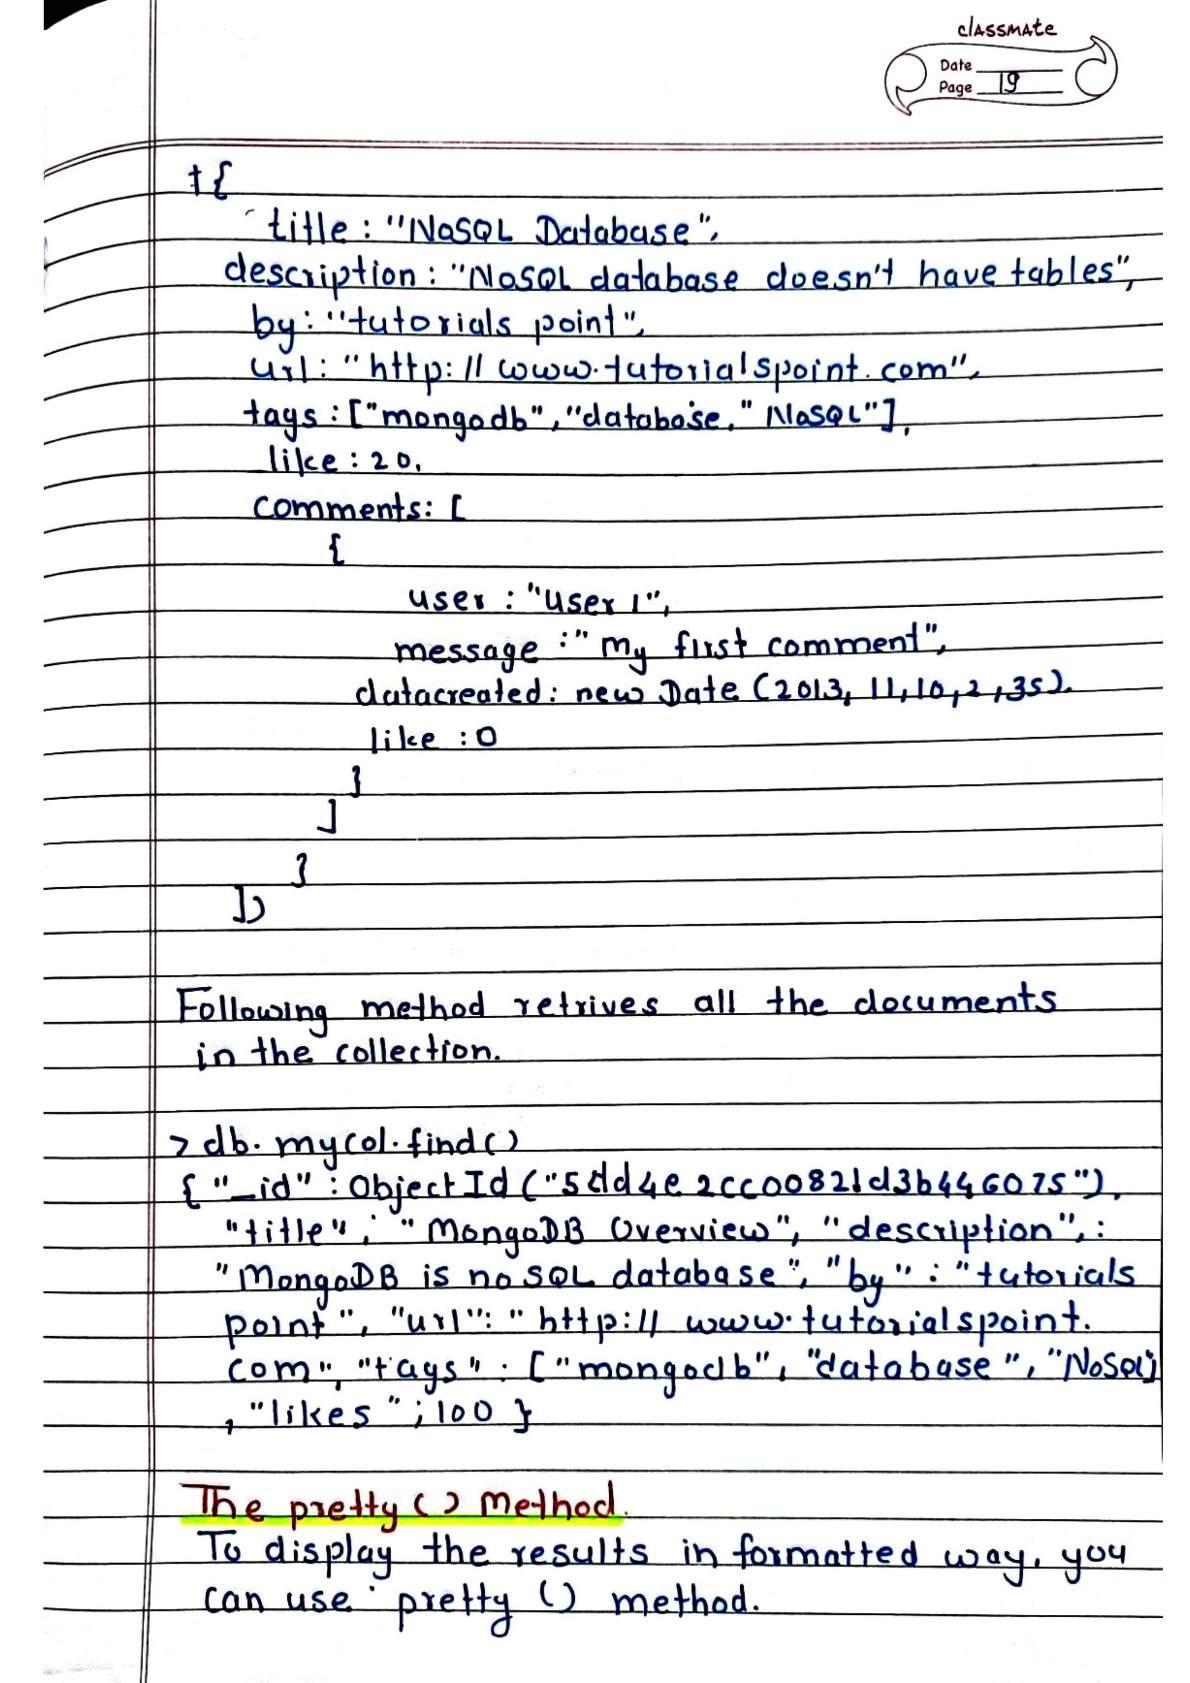 classmate
Date
Page 19
+{
title : "NoSQL Database",
description : "NoSQL database doesn't have tables",
by: "tutorials point",
url: "http://www.tutorialspoint.com",
tags : ["mongodb", "database," NoSQL"],
like : 20,
comments: [
{
user : "user 1",
message :" my first comment",
datacreated: new Date (2013, 11,10,2,35),
like : 0
}
]
}
])
Following method retrives all the documents
in the collection.
> db.mycol.find()
{ "_id" : ObjectId ("5dd4e2cc00821d3b446075"),
"title" : "MongoDB Overview", "description", :
"MongoDB is no SQL database", "by" : "tutorials
point", "url": "http://www.tutorialspoint.
com", "tags" : ["mongodb", "database", "NoSQL]
, "likes" ; 100 }
The pretty () Method.
To display the results in formatted way, you
can use pretty () method.